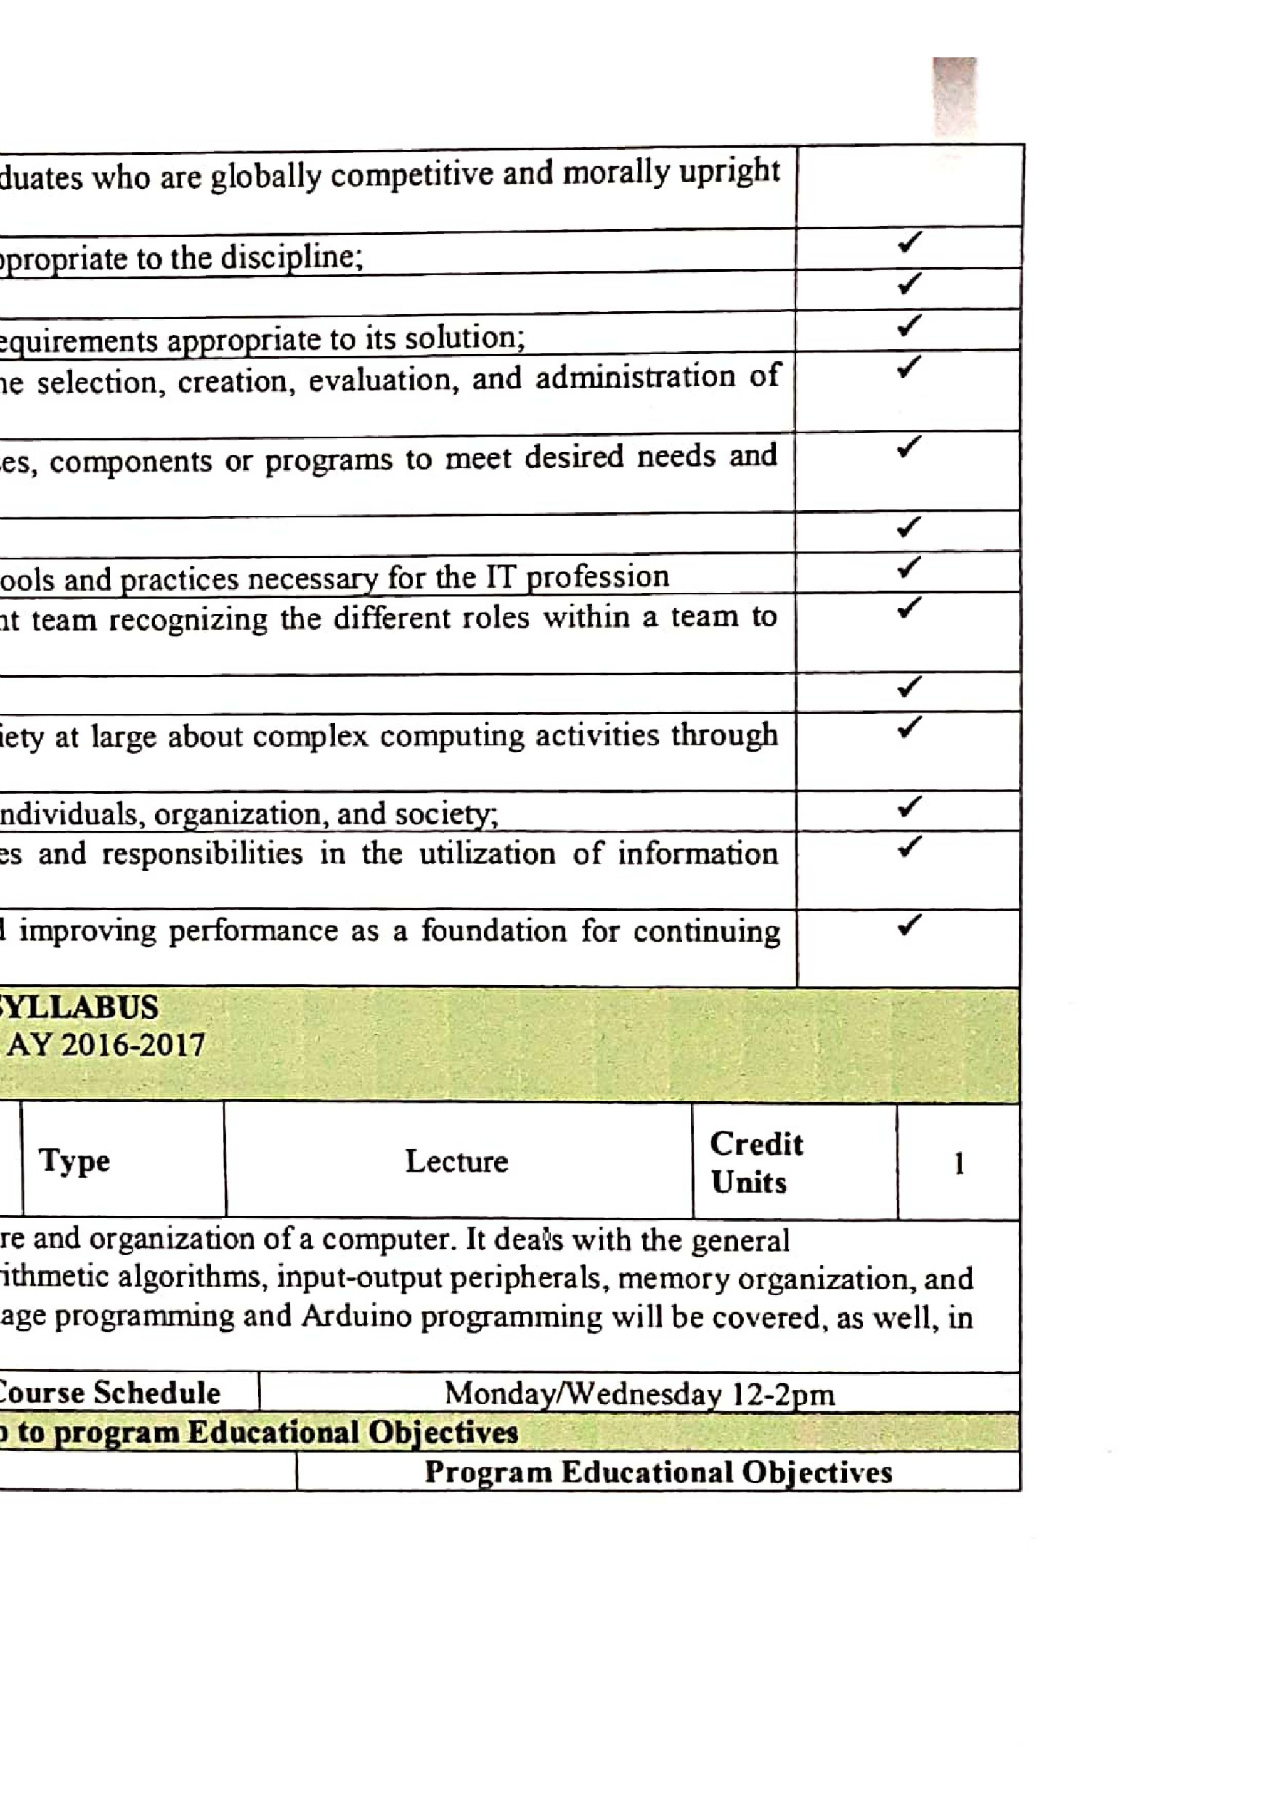 duates who are globally competitive and morally upright
ppropriate to the discipline; ✓
✓
equirements appropriate to its solution; ✓
ne selection, creation, evaluation, and administration of ✓
es, components or programs to meet desired needs and ✓
✓
ools and practices necessary for the IT profession ✓
nt team recognizing the different roles within a team to ✓
✓
iety at large about complex computing activities through ✓
ndividuals, organization, and society; ✓
es and responsibilities in the utilization of information ✓
l improving performance as a foundation for continuing ✓
SYLLABUS
AY 2016-2017
Type Lecture Credit Units 1
re and organization of a computer. It deals with the general
ithmetic algorithms, input-output peripherals, memory organization, and
age programming and Arduino programming will be covered, as well, in
Course Schedule Monday/Wednesday 12-2pm
p to program Educational Objectives
Program Educational Objectives